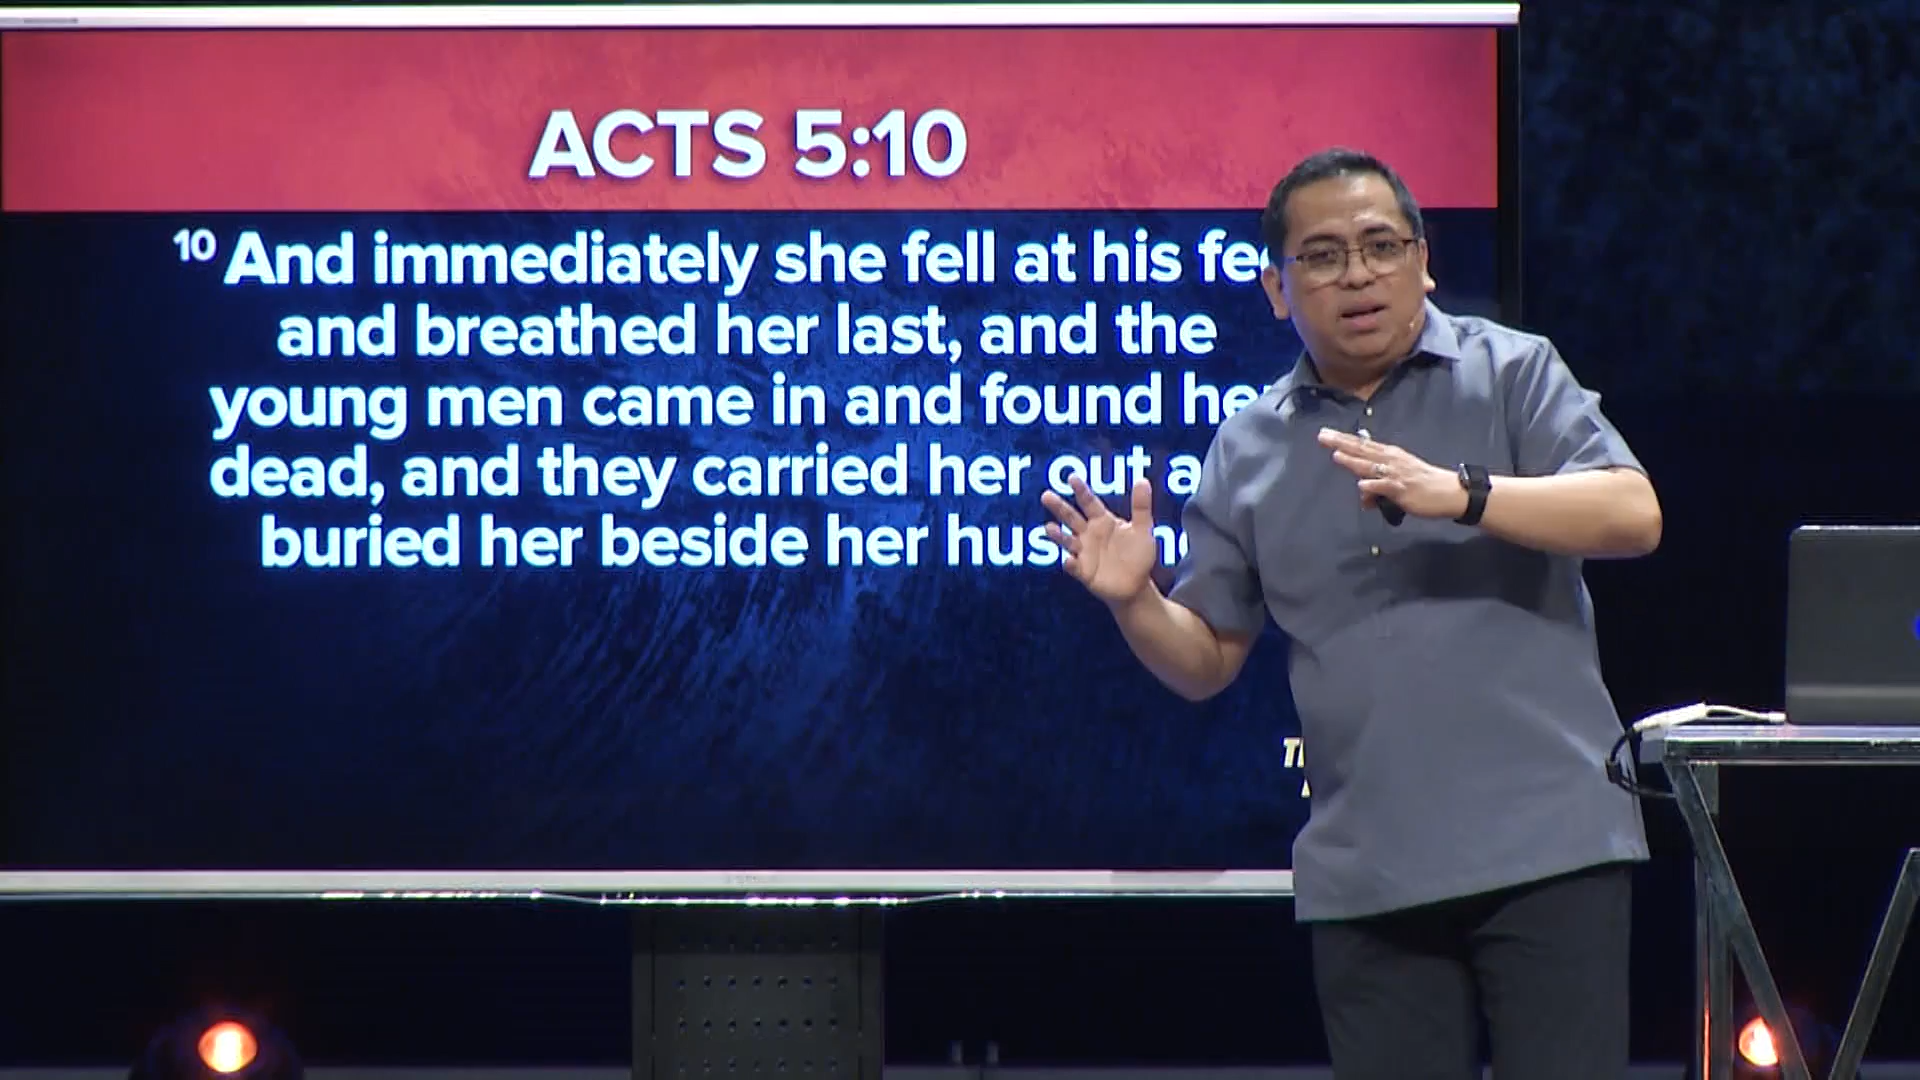 ACTS 5:10
10 And immediately she fell at his
and breathed her last, and the
young men came in and found
dead, and they carried her out
buried her beside her